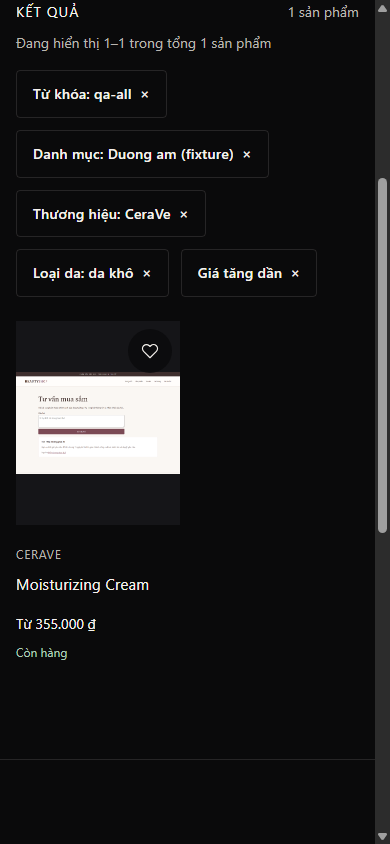 KẾT QUẢ
1 sản phẩm
Đang hiển thị 1–1 trong tổng 1 sản phẩm
Từ khóa: qa-all ×
Danh mục: Duong am (fixture) ×
Thương hiệu: CeraVe ×
Loại da: da khô ×
Giá tăng dần ×
Tư vấn mua sắm
CERAVE
Moisturizing Cream
Từ 355.000 ₫
Còn hàng